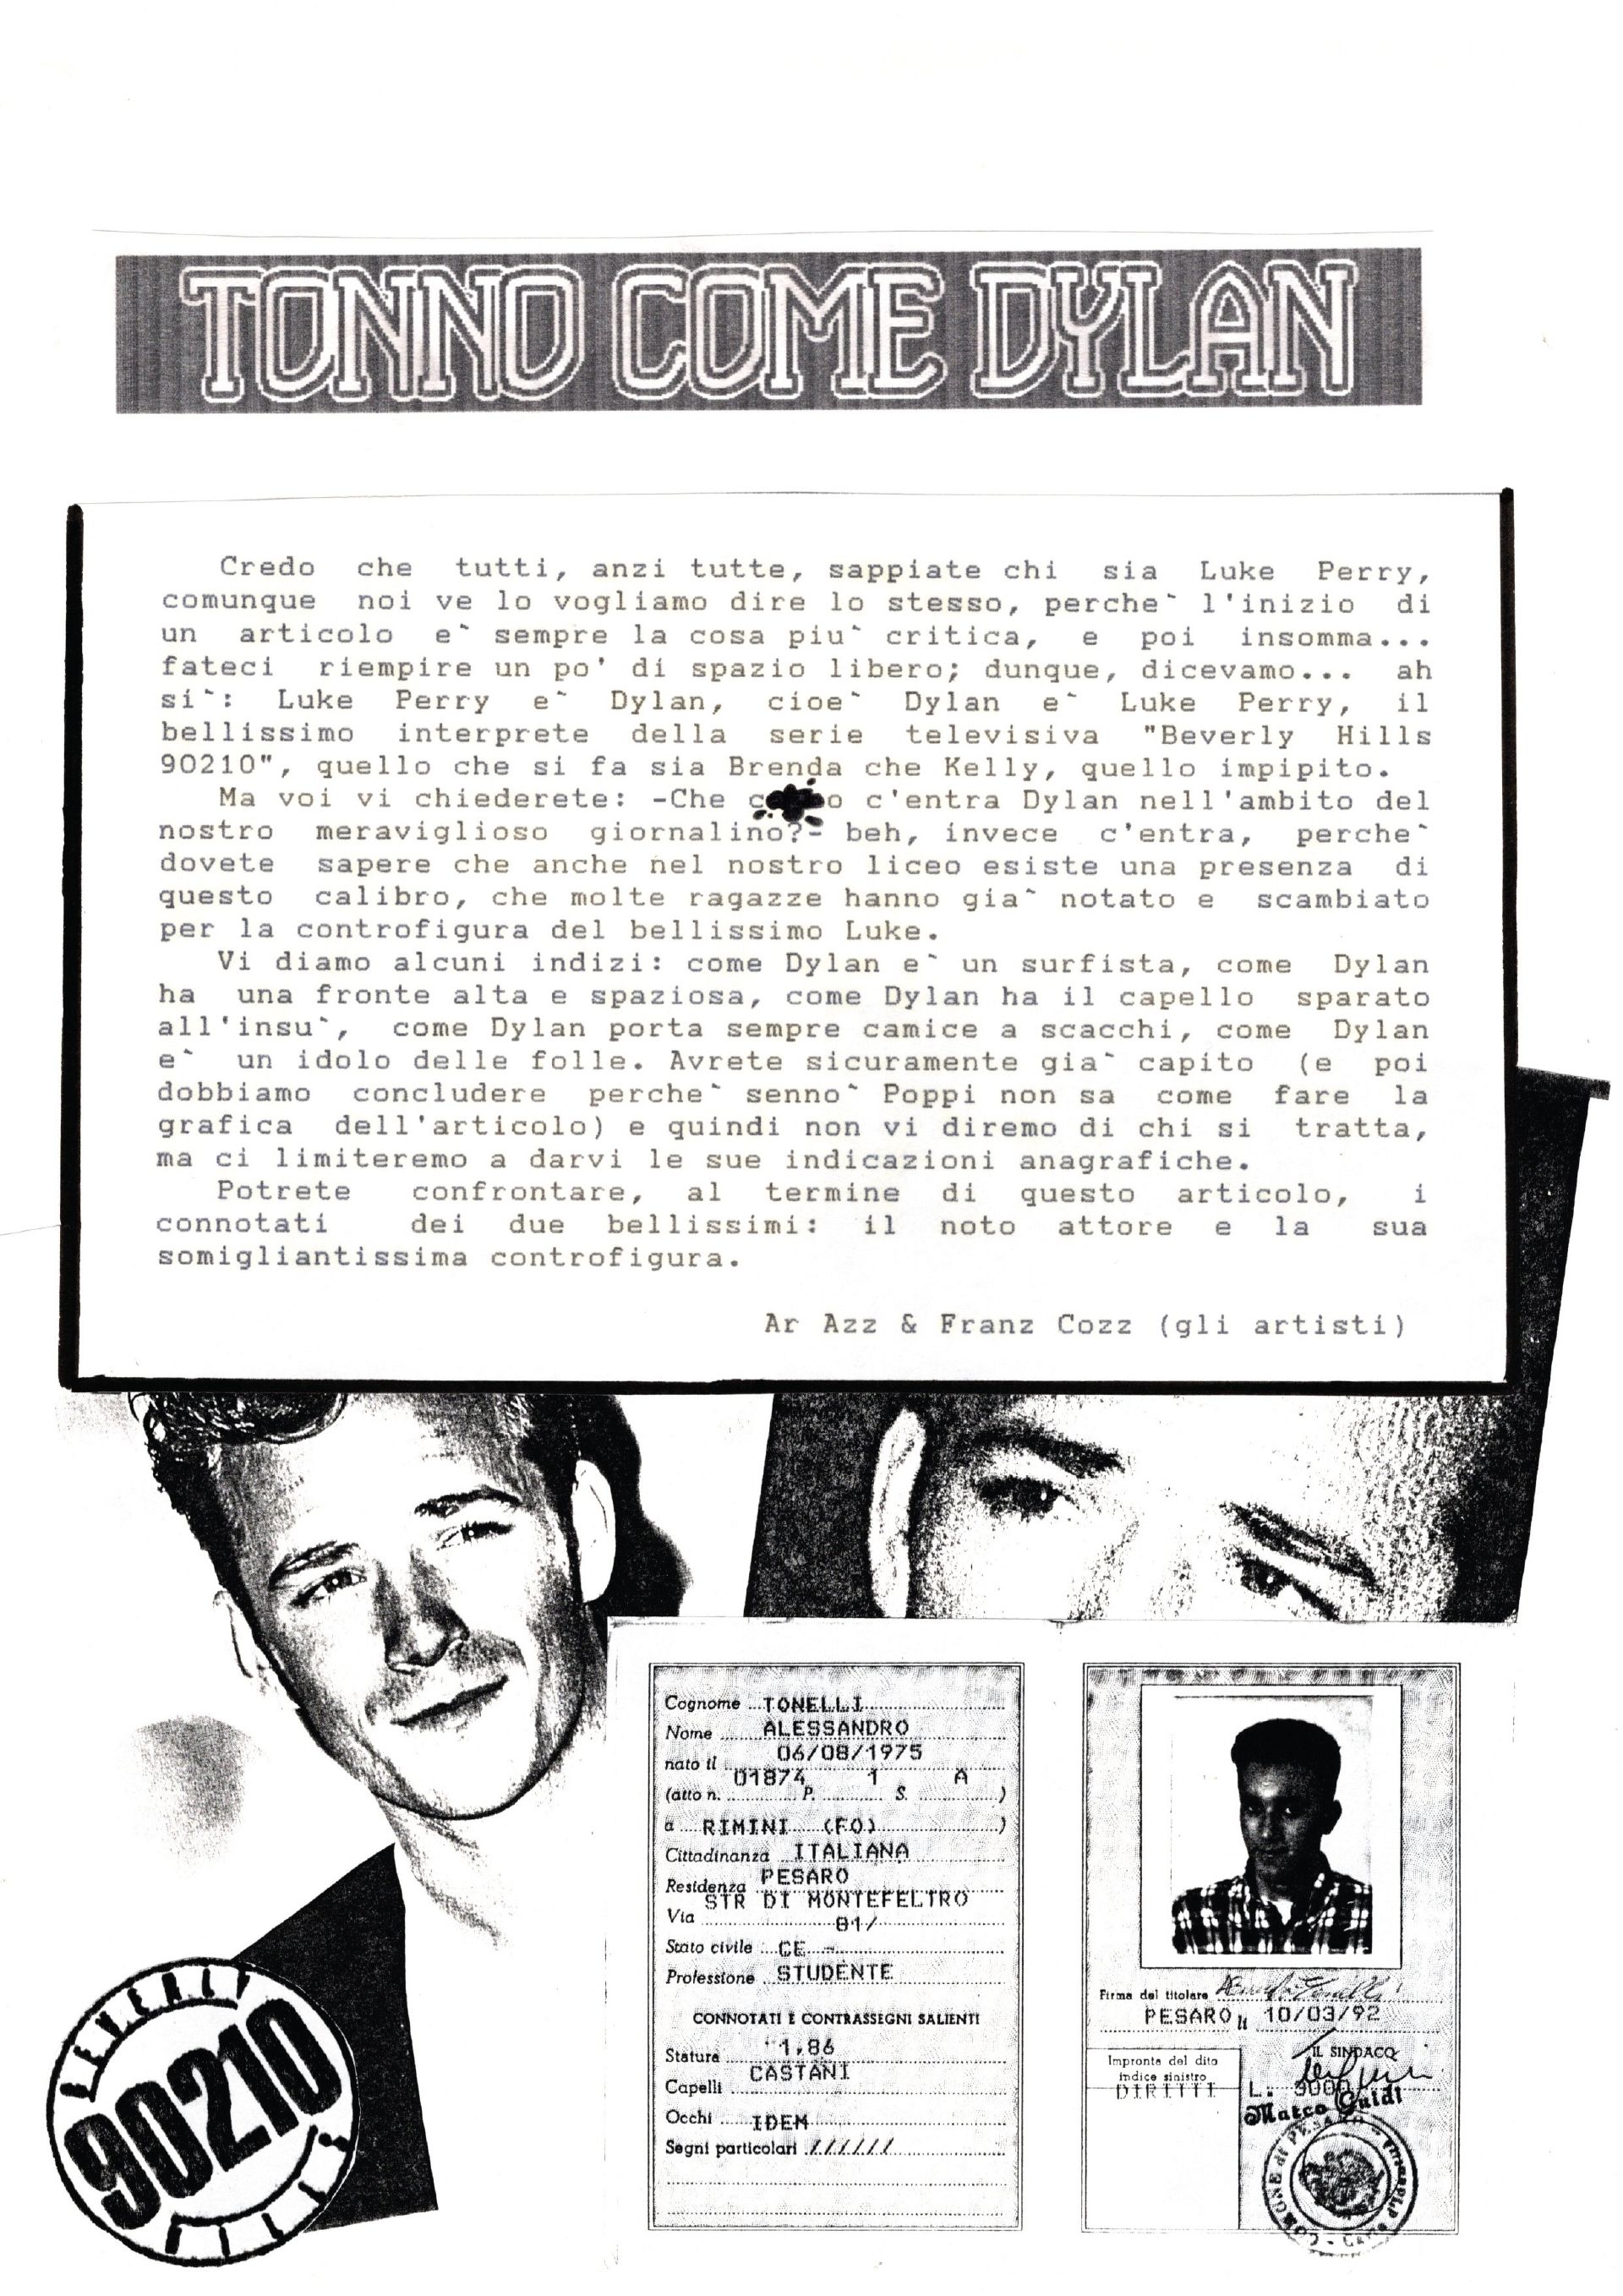 TONNO COME DYLAN
Credo che tutti, anzi tutte, sappiate chi sia Luke Perry,
comunque noi ve lo vogliamo dire lo stesso, perche` l'inizio di
un articolo e` sempre la cosa piu` critica, e poi insomma...
fateci riempire un po' di spazio libero; dunque, dicevamo... ah
si`: Luke Perry e` Dylan, cioe` Dylan e` Luke Perry, il
bellissimo interprete della serie televisiva "Beverly Hills
90210", quello che si fa sia Brenda che Kelly, quello impipito.
Ma voi vi chiederete: -Che c o c'entra Dylan nell'ambito del
nostro meraviglioso giornalino?- beh, invece c'entra, perche`
dovete sapere che anche nel nostro liceo esiste una presenza di
questo calibro, che molte ragazze hanno gia` notato e scambiato
per la controfigura del bellissimo Luke.
Vi diamo alcuni indizi: come Dylan e` un surfista, come Dylan
ha una fronte alta e spaziosa, come Dylan ha il capello sparato
all'insu`, come Dylan porta sempre camice a scacchi, come Dylan
e` un idolo delle folle. Avrete sicuramente gia` capito (e poi
dobbiamo concludere perche` senno` Poppi non sa come fare la
grafica dell'articolo) e quindi non vi diremo di chi si tratta,
ma ci limiteremo a darvi le sue indicazioni anagrafiche.
Potrete confrontare, al termine di questo articolo, i
connotati dei due bellissimi: il noto attore e la sua
somigliantissima controfigura.
Ar Azz & Franz Cozz (gli artisti)
90210
Cognome TONELLI
Nome ALESSANDRO
nato il 06/08/1975
(atto n. 01874 P. 1 S. A )
a RIMINI (FO) )
Cittadinanza ITALIANA
Residenza PESARO
Via STR DI MONTEFELTRO
81/
Stato civile CE
Professione STUDENTE
CONNOTATI E CONTRASSEGNI SALIENTI
Statura 1.86
Capelli CASTANI
Occhi IDEM
Segni particolari //////
Firma del titolare
PESARO li 10/03/92
Impronta del dito
indice sinistro
DIRITTI L. 3000
IL SINDACO
Marco Guidi
COMUNE di PESARO